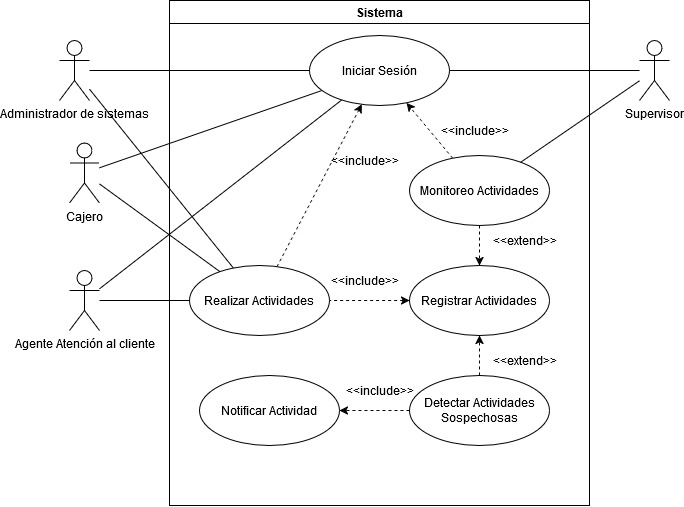 Sistema
Iniciar Sesión
Administrador de sistemas
Supervisor
<<include>>
<<include>>
Monitoreo Actividades
Cajero
<<extend>>
Realizar Actividades
<<include>>
Registrar Actividades
Agente Atención al cliente
<<extend>>
<<include>>
Notificar Actividad
Detectar Actividades
Sospechosas